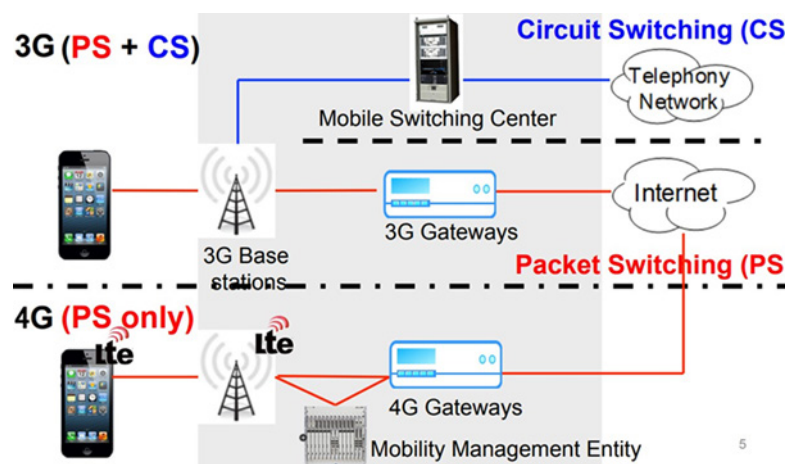 3G (PS + CS)
Circuit Switching (CS
Telephony
Network
Mobile Switching Center
Internet
3G Gateways
3G Base
stations
Packet Switching (PS
4G (PS only)
Lte
Lte
4G Gateways
Mobility Management Entity
5